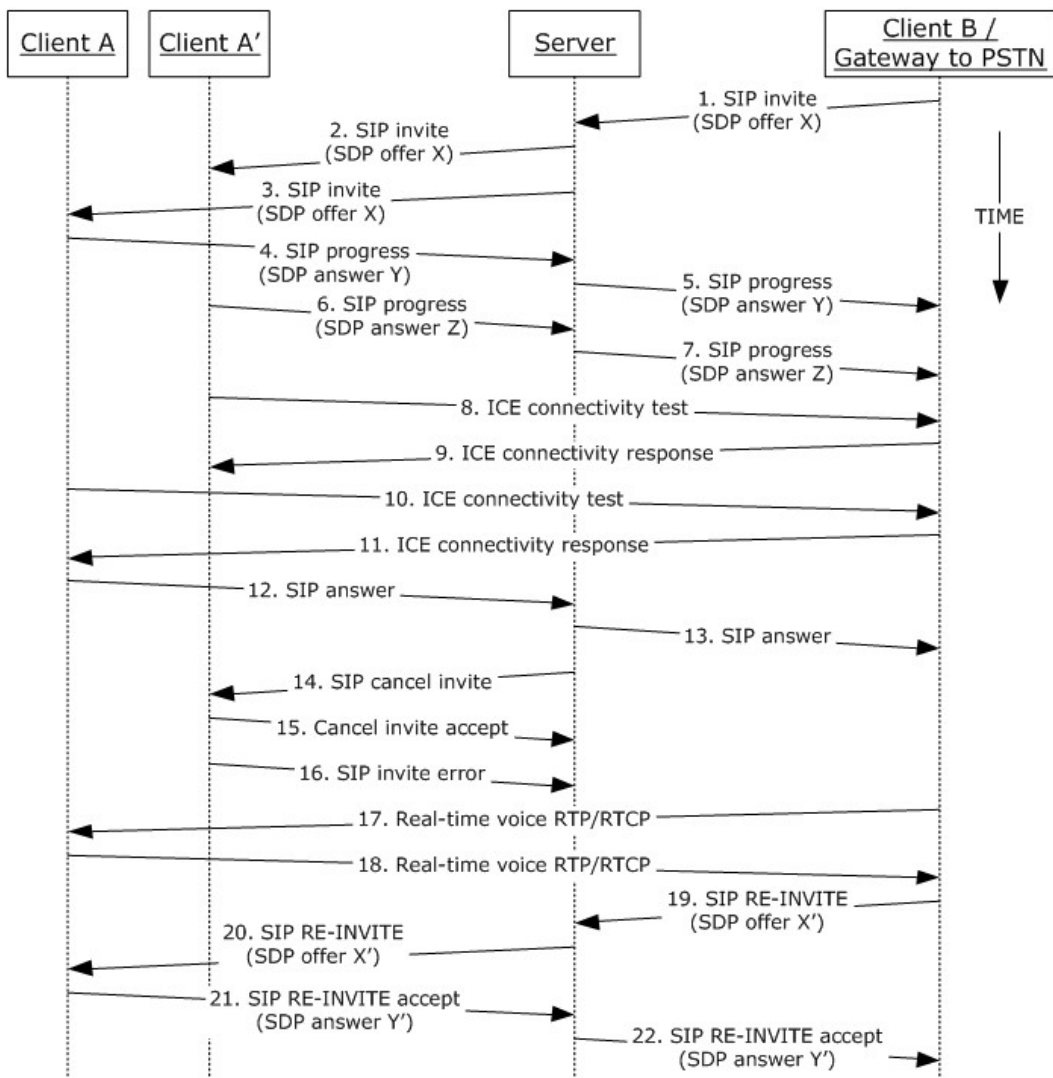 Client A
Client A’
Server
Client B /
Gateway to PSTN
1. SIP invite
(SDP offer X)
2. SIP invite
(SDP offer X)
3. SIP invite
(SDP offer X)
TIME
4. SIP progress
(SDP answer Y)
5. SIP progress
(SDP answer Y)
6. SIP progress
(SDP answer Z)
7. SIP progress
(SDP answer Z)
8. ICE connectivity test
9. ICE connectivity response
10. ICE connectivity test
11. ICE connectivity response
12. SIP answer
13. SIP answer
14. SIP cancel invite
15. Cancel invite accept
16. SIP invite error
17. Real-time voice RTP/RTCP
18. Real-time voice RTP/RTCP
19. SIP RE-INVITE
(SDP offer X’)
20. SIP RE-INVITE
(SDP offer X’)
21. SIP RE-INVITE accept
(SDP answer Y’)
22. SIP RE-INVITE accept
(SDP answer Y’)